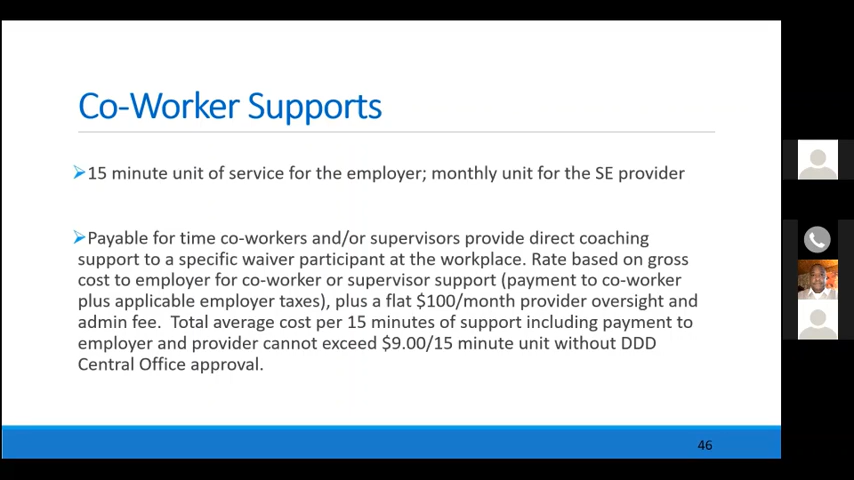 Co-Worker Supports
➢15 minute unit of service for the employer; monthly unit for the SE provider
➢Payable for time co-workers and/or supervisors provide direct coaching
support to a specific waiver participant at the workplace. Rate based on gross
cost to employer for co-worker or supervisor support (payment to co-worker
plus applicable employer taxes), plus a flat $100/month provider oversight and
admin fee.  Total average cost per 15 minutes of support including payment to
employer and provider cannot exceed $9.00/15 minute unit without DDD
Central Office approval.
46